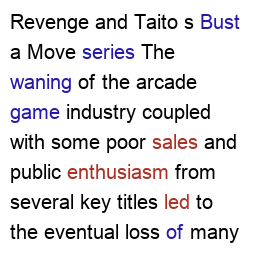 Revenge and Taito s Bust
a Move series The
waning of the arcade
game industry coupled
with some poor sales and
public enthusiasm from
several key titles led to
the eventual loss of many